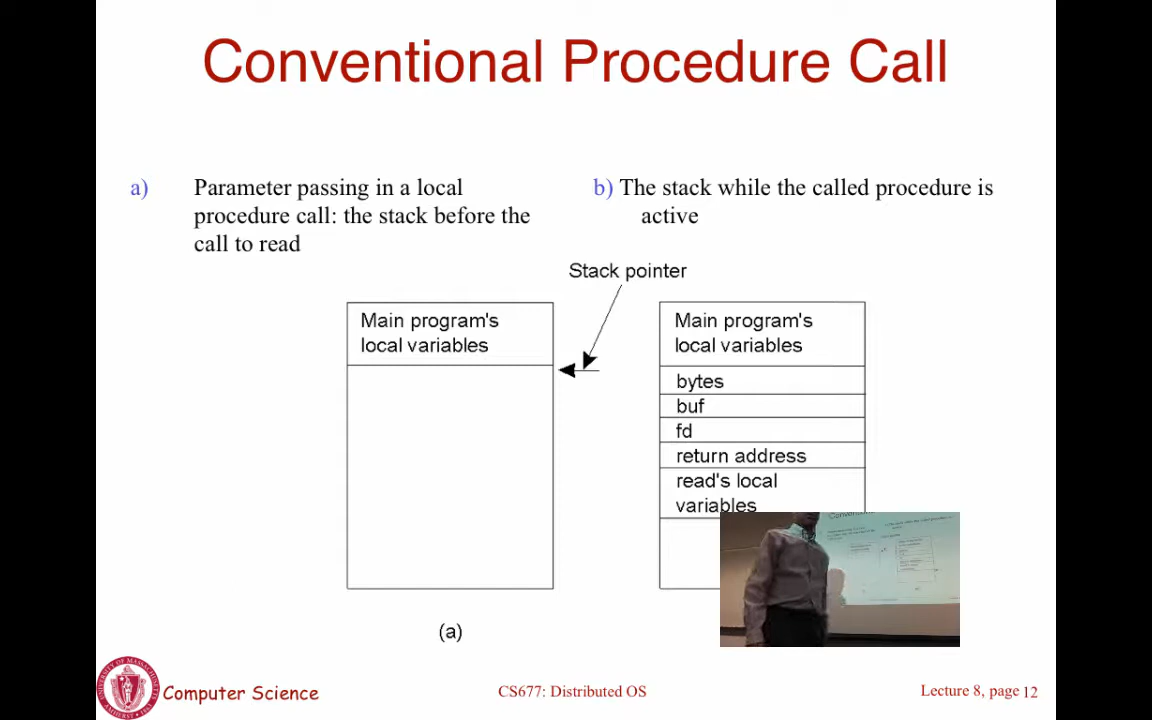 Conventional Procedure Call
a) Parameter passing in a local
procedure call: the stack before the
call to read
b) The stack while the called procedure is
active
Stack pointer
Main program's
local variables
(a)
Main program's
local variables
bytes
buf
fd
return address
read's local
variables
Computer Science
CS677: Distributed OS
Lecture 8, page 12